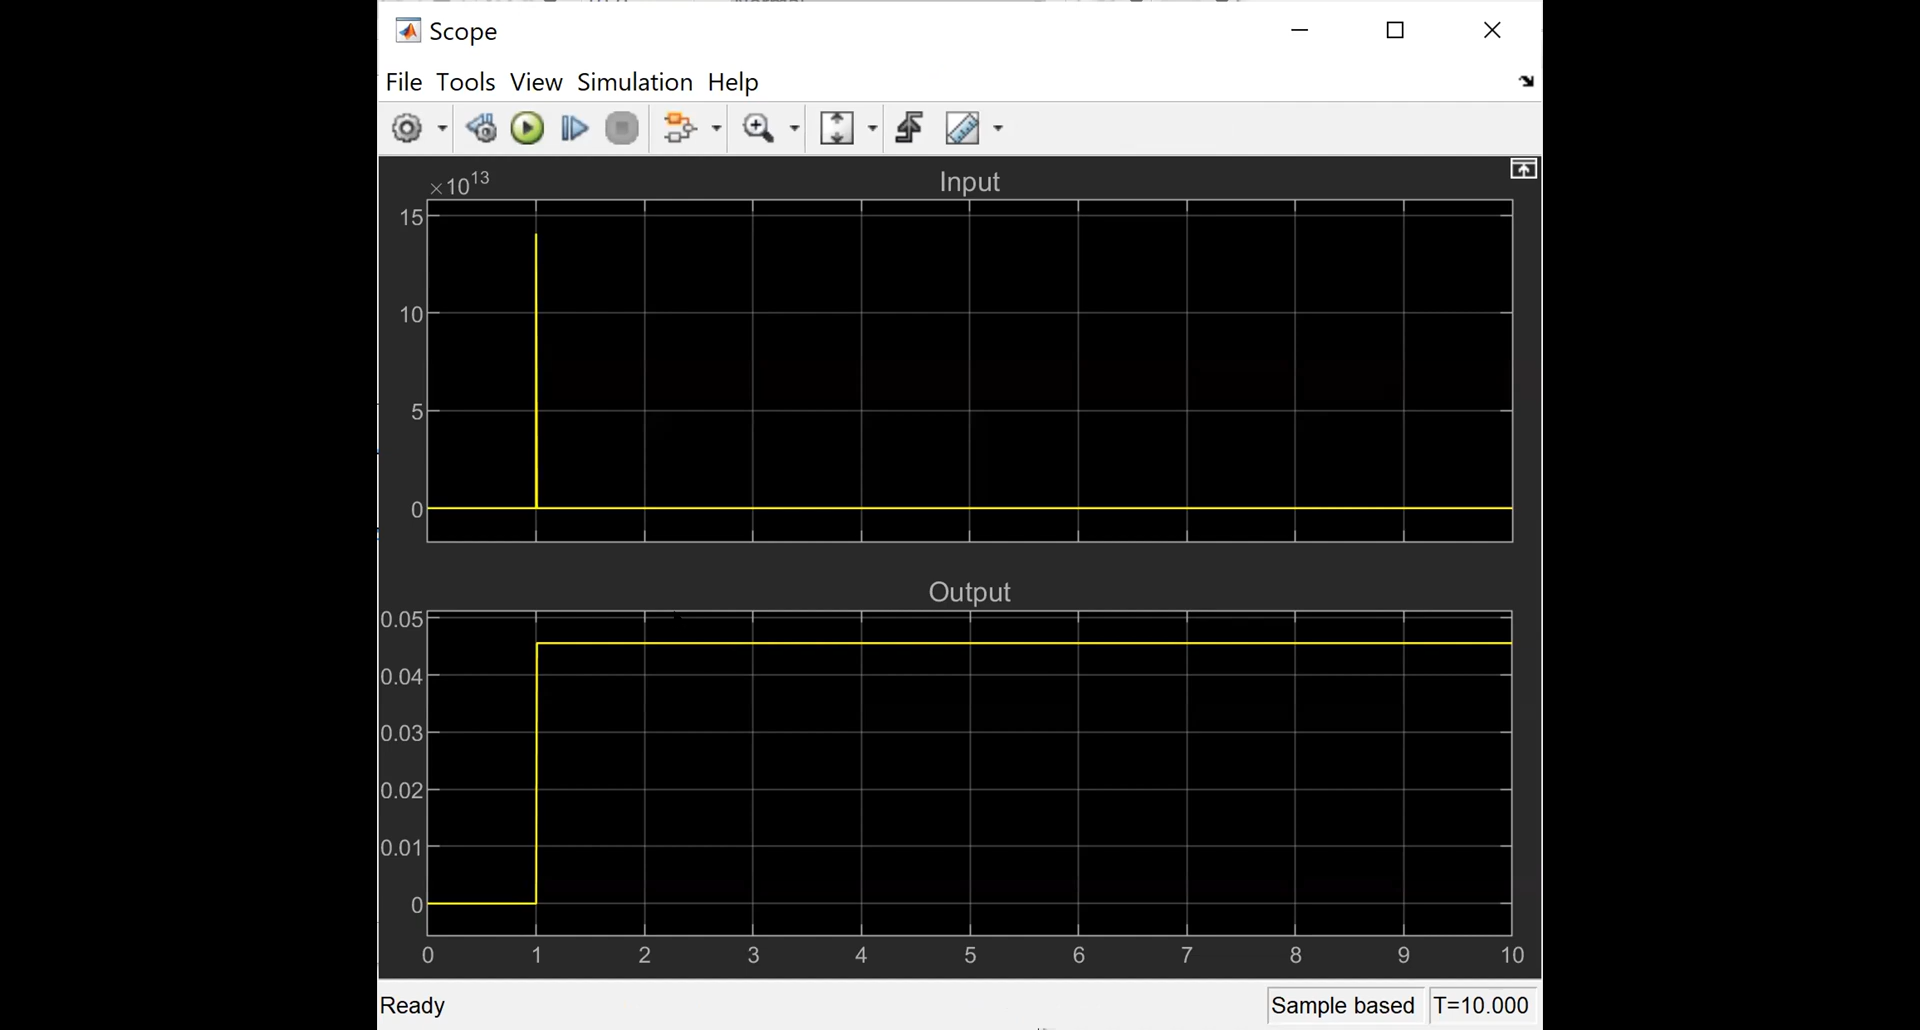 Scope
File Tools View Simulation Help
×10¹³
Input
15
10
5
0
Output
0.05
0.04
0.03
0.02
0.01
0
0 1 2 3 4 5 6 7 8 9 10
Ready
Sample based T=10.000